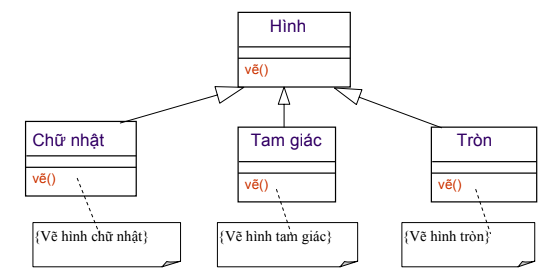 Hình
vẽ()
Chữ nhật
vẽ()
Tam giác
vẽ()
Tròn
vẽ()
{Vẽ hình chữ nhật}
{Vẽ hình tam giác}
{Vẽ hình tròn}